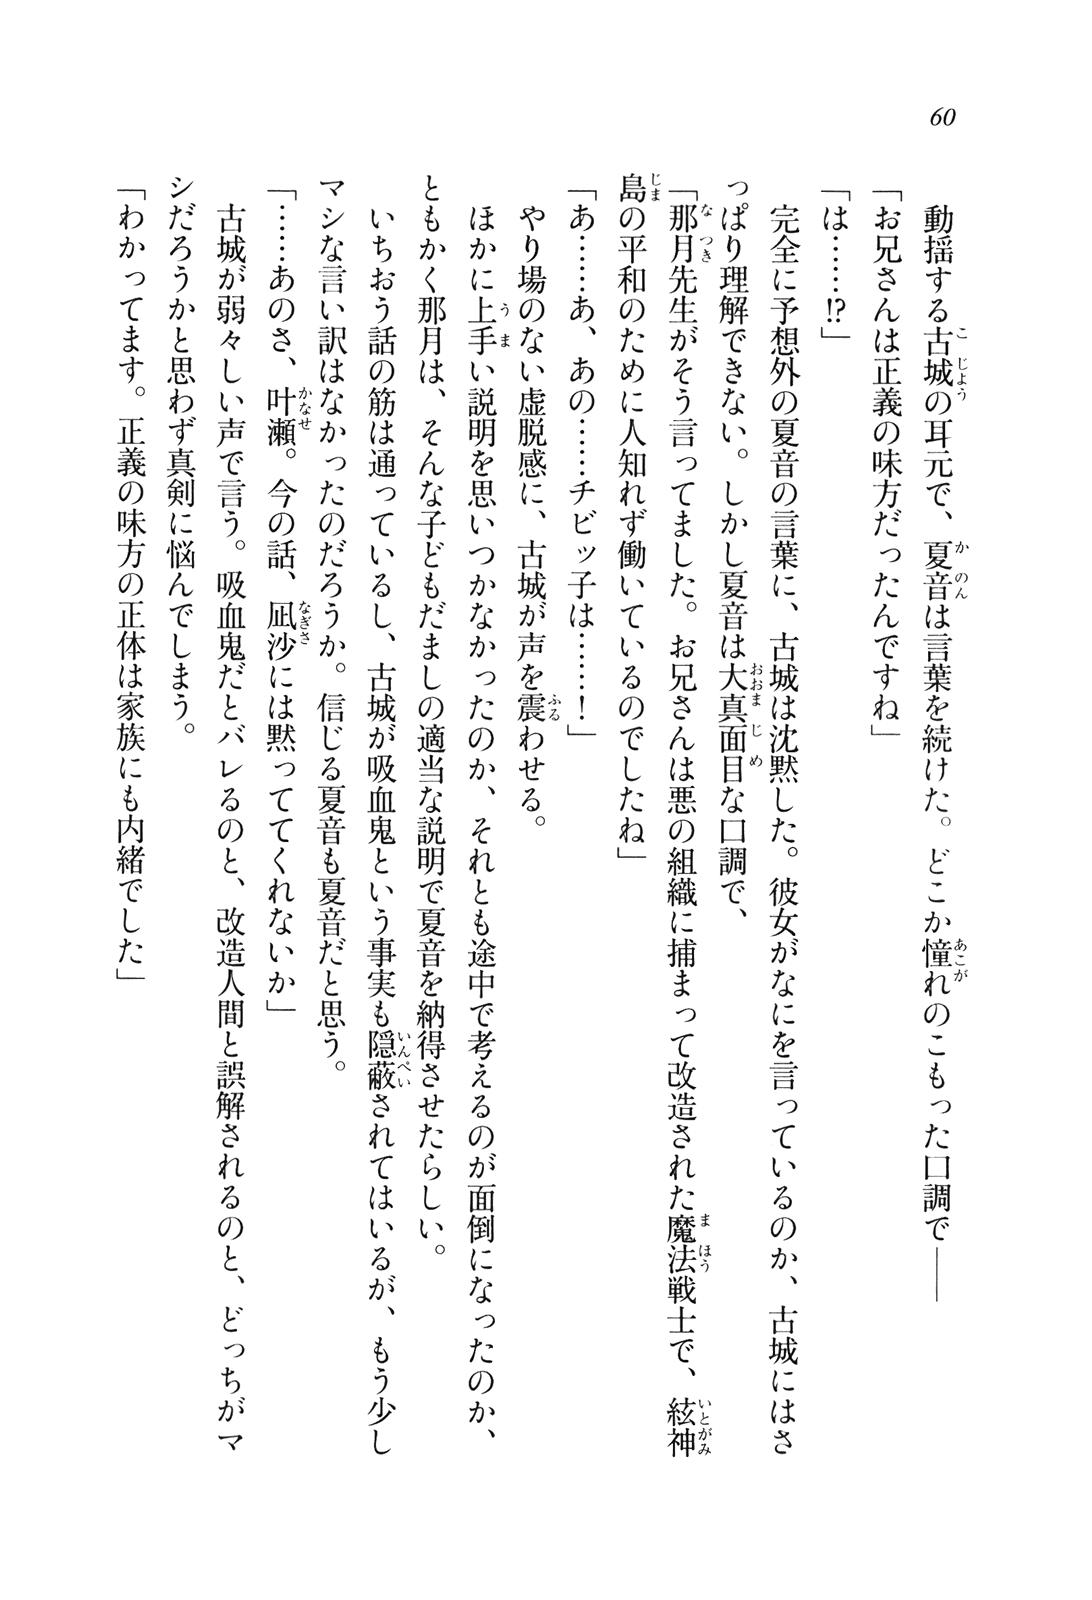 60
動揺する古城の耳元で、夏音は言葉を続けた。どこか憧れのこもった口調で――
「お兄さんは正義の味方だったんですね」
「は……!?」
完全に予想外の夏音の言葉に、古城は沈黙した。彼女がなにを言っているのか、古城にはさ
っぱり理解できない。しかし夏音は大真面目な口調で、
「那月先生がそう言ってました。お兄さんは悪の組織に捕まって改造された魔法戦士で、絃神
島の平和のために人知れず働いているのでしたね」
「あ……あ、あの……チビッ子は……！」
やり場のない虚脱感に、古城が声を震わせる。
ほかに上手い説明を思いつかなかったのか、それとも途中で考えるのが面倒になったのか、
ともかく那月は、そんな子どもだましの適当な説明で夏音を納得させたらしい。
いちおう話の筋は通っているし、古城が吸血鬼という事実も隠蔽されてはいるが、もう少し
マシな言い訳はなかったのだろうか。信じる夏音も夏音だと思う。
「……あのさ、叶瀬。今の話、凪沙には黙っててくれないか」
古城が弱々しい声で言う。吸血鬼だとバレるのと、改造人間と誤解されるのと、どっちがマ
シだろうかと思わず真剣に悩んでしまう。
「わかってます。正義の味方の正体は家族にも内緒でした」